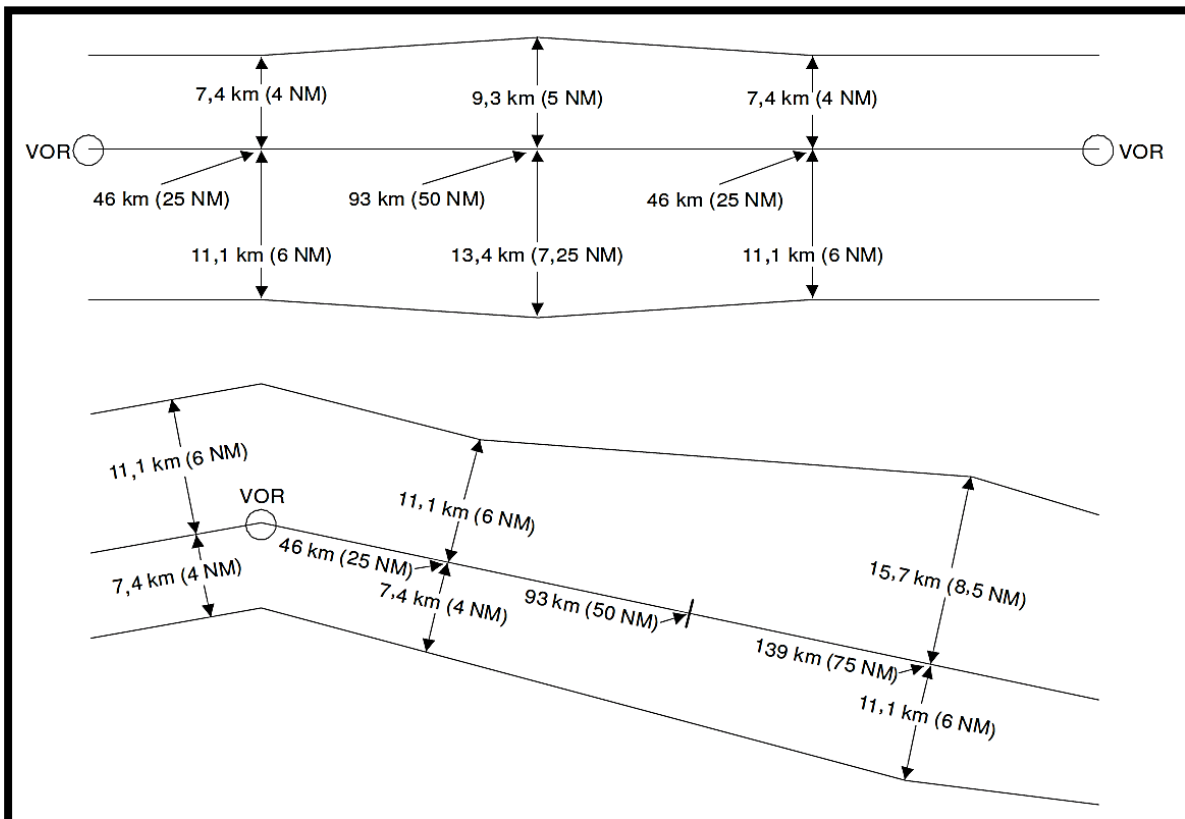 7,4 km (4 NM)
9,3 km (5 NM)
7,4 km (4 NM)
VOR
VOR
46 km (25 NM)
93 km (50 NM)
46 km (25 NM)
11,1 km (6 NM)
13,4 km (7,25 NM)
11,1 km (6 NM)
11,1 km (6 NM)
VOR
11,1 km (6 NM)
7,4 km (4 NM)
46 km (25 NM)
7,4 km (4 NM)
93 km (50 NM)
15,7 km (8,5 NM)
139 km (75 NM)
11,1 km (6 NM)